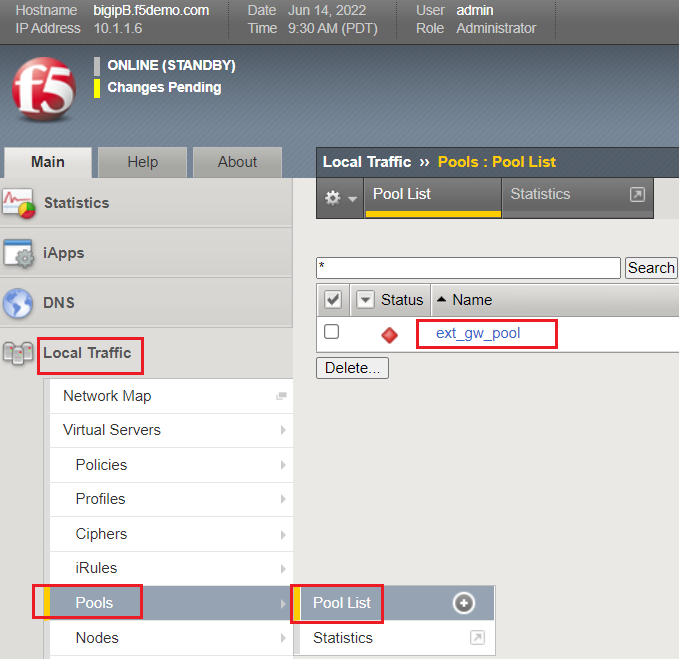 Hostname bigipB.f5demo.com Date Jun 14, 2022 User admin
IP Address 10.1.1.6 Time 9:30 AM (PDT) Role Administrator
f5
ONLINE (STANDBY)
Changes Pending
Main Help About
Local Traffic ›› Pools : Pool List
Pool List Statistics
Statistics
iApps
DNS
Local Traffic
Network Map
Virtual Servers
Policies
Profiles
Ciphers
iRules
Pools
Nodes
Pool List
Statistics
* Search
Status Name
ext_gw_pool
Delete...